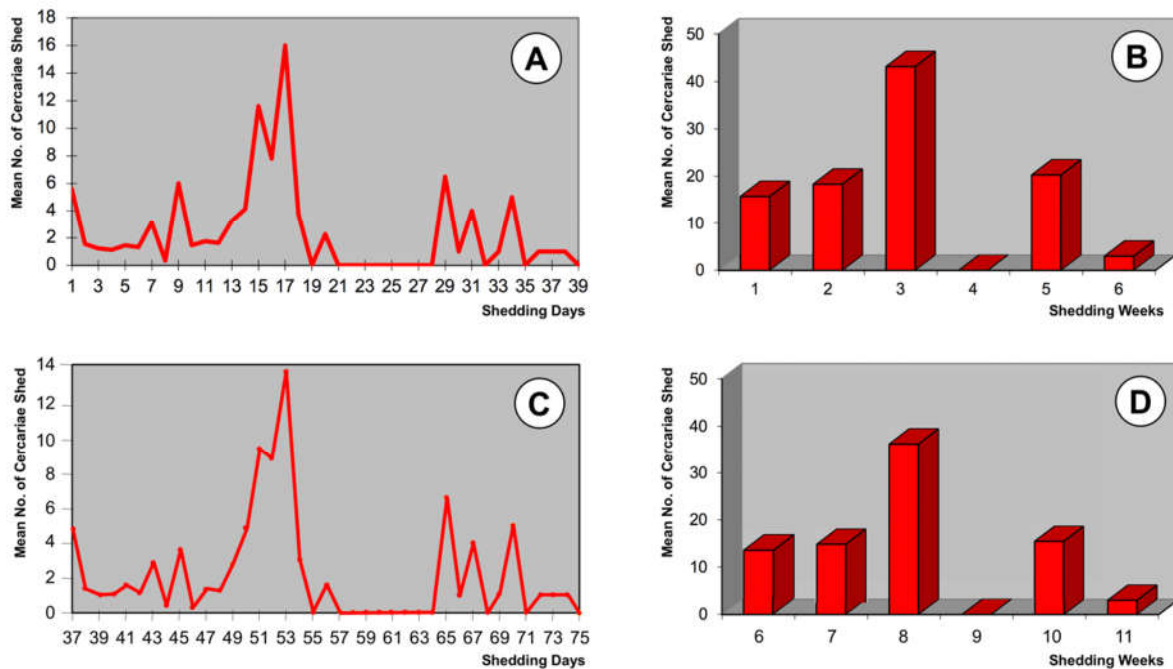 18
16
14
12
10
8
6
4
2
0
Mean No. of Cercariae Shed
A
1 3 5 7 9 11 13 15 17 19 21 23 25 27 29 31 33 35 37 39
Shedding Days
50
40
30
20
10
0
Mean No. of Cercariae Shed
B
1 2 3 4 5 6
Shedding Weeks
14
12
10
8
6
4
2
0
Mean No. of Cercariae Shed
C
37 39 41 43 45 47 49 51 53 55 57 59 61 63 65 67 69 71 73 75
Shedding Days
50
40
30
20
10
0
Mean No. of Cercariae Shed
D
6 7 8 9 10 11
Shedding Weeks